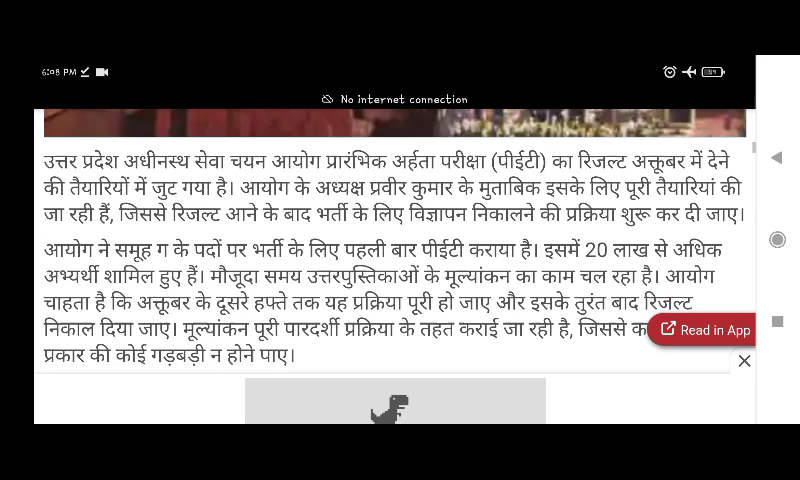 6:08 PM
No internet connection
उत्तर प्रदेश अधीनस्थ सेवा चयन आयोग प्रारंभिक अर्हता परीक्षा (पीईटी) का रिजल्ट अक्तूबर में देने
की तैयारियों में जुट गया है। आयोग के अध्यक्ष प्रवीर कुमार के मुताबिक इसके लिए पूरी तैयारियां की
जा रही हैं, जिससे रिजल्ट आने के बाद भर्ती के लिए विज्ञापन निकालने की प्रक्रिया शुरू कर दी जाए।
आयोग ने समूह ग के पदों पर भर्ती के लिए पहली बार पीईटी कराया है। इसमें 20 लाख से अधिक
अभ्यर्थी शामिल हुए हैं। मौजूदा समय उत्तरपुस्तिकाओं के मूल्यांकन का काम चल रहा है। आयोग
चाहता है कि अक्तूबर के दूसरे हफ्ते तक यह प्रक्रिया पूरी हो जाए और इसके तुरंत बाद रिजल्ट
निकाल दिया जाए। मूल्यांकन पूरी पारदर्शी प्रक्रिया के तहत कराई जा रही है, जिससे
Read in App
प्रकार की कोई गड़बड़ी न होने पाए।